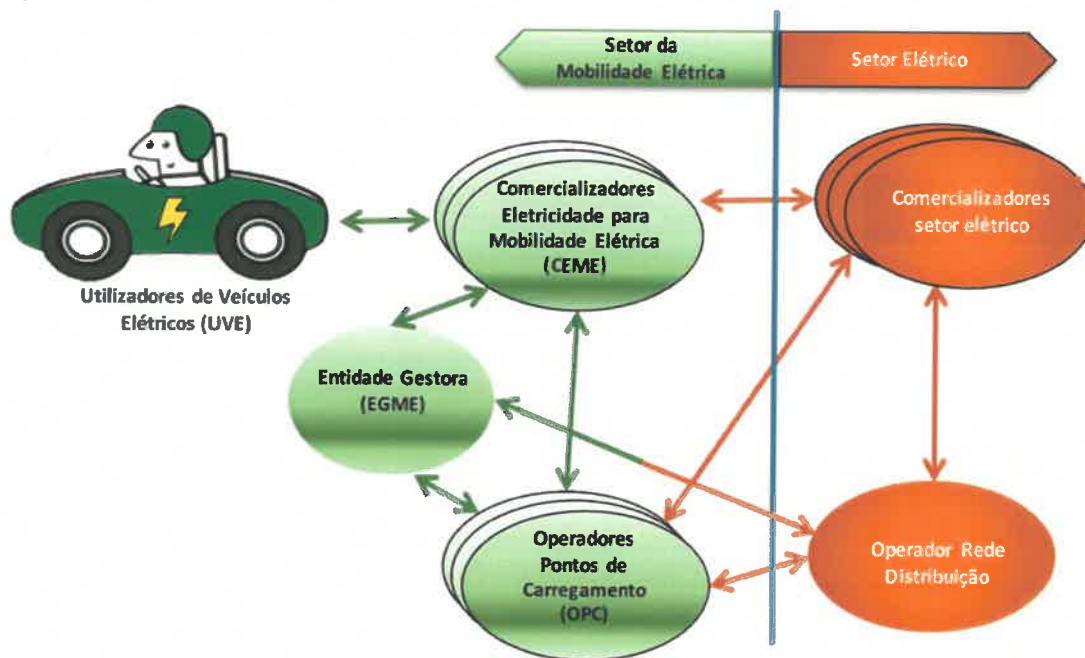 Setor da
Mobilidade Elétrica
Setor Elétrico
Comercializadores
Eletricidade para
Mobilidade Elétrica
(CEME)
Comercializadores
setor elétrico
Utilizadores de Veículos
Elétricos (UVE)
Entidade Gestora
(EGME)
Operadores
Pontos de
Carregamento
(OPC)
Operador Rede
Distribuição